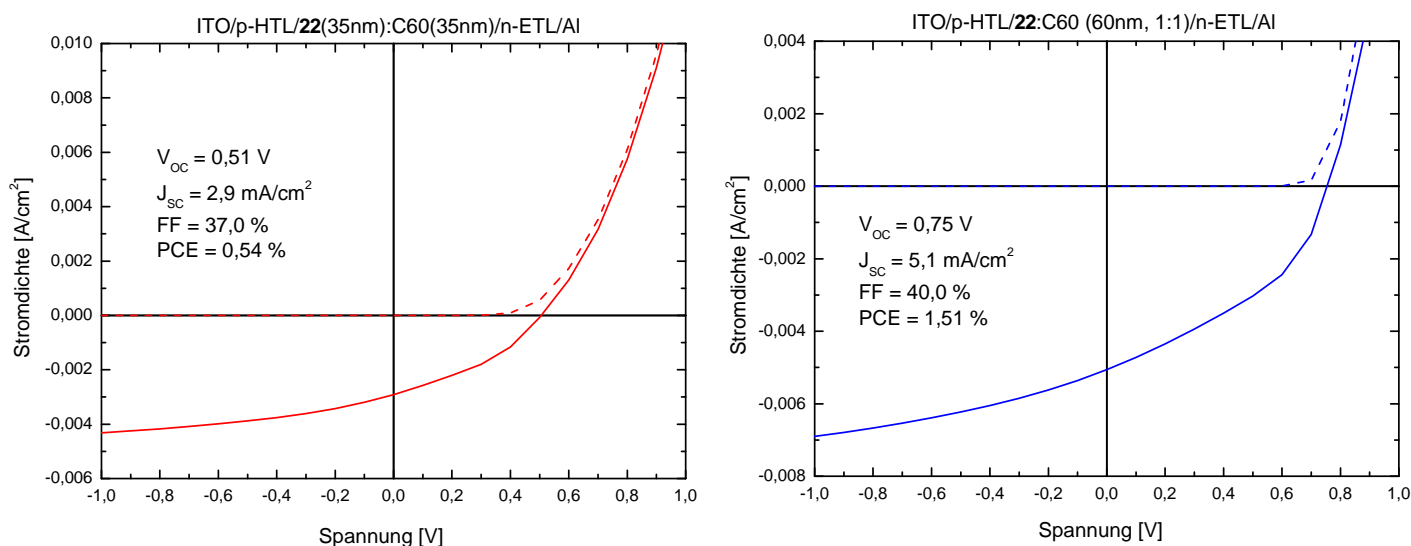 ITO/p-HTL/22(35nm):C60(35nm)/n-ETL/Al
0,010
0,008
0,006
0,004
0,002
0,000
-0,002
-0,004
-0,006
Stromdichte [A/cm²]
V_OC = 0,51 V
J_SC = 2,9 mA/cm²
FF = 37,0 %
PCE = 0,54 %
-1,0 -0,8 -0,6 -0,4 -0,2 0,0 0,2 0,4 0,6 0,8 1,0
Spannung [V]
ITO/p-HTL/22:C60 (60nm, 1:1)/n-ETL/Al
0,004
0,002
0,000
-0,002
-0,004
-0,006
-0,008
Stromdichte [A/cm²]
V_OC = 0,75 V
J_SC = 5,1 mA/cm²
FF = 40,0 %
PCE = 1,51 %
-1,0 -0,8 -0,6 -0,4 -0,2 0,0 0,2 0,4 0,6 0,8 1,0
Spannung [V]